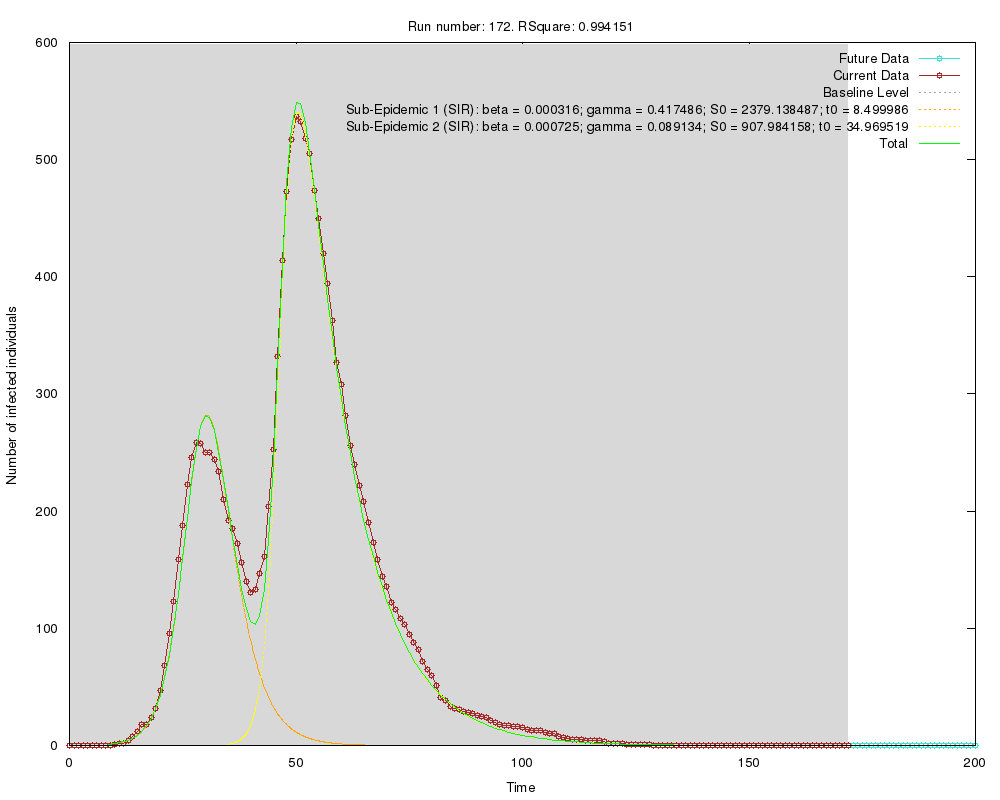 Run number: 172. RSquare: 0.994151
600
500
400
300
200
100
0
Number of infected individuals
Future Data
Current Data
Baseline Level
Sub-Epidemic 1 (SIR): beta = 0.000316; gamma = 0.417486; S0 = 2379.138487; t0 = 8.499986
Sub-Epidemic 2 (SIR): beta = 0.000725; gamma = 0.089134; S0 = 907.984158; t0 = 34.969519
Total
0 50 100 150 200
Time